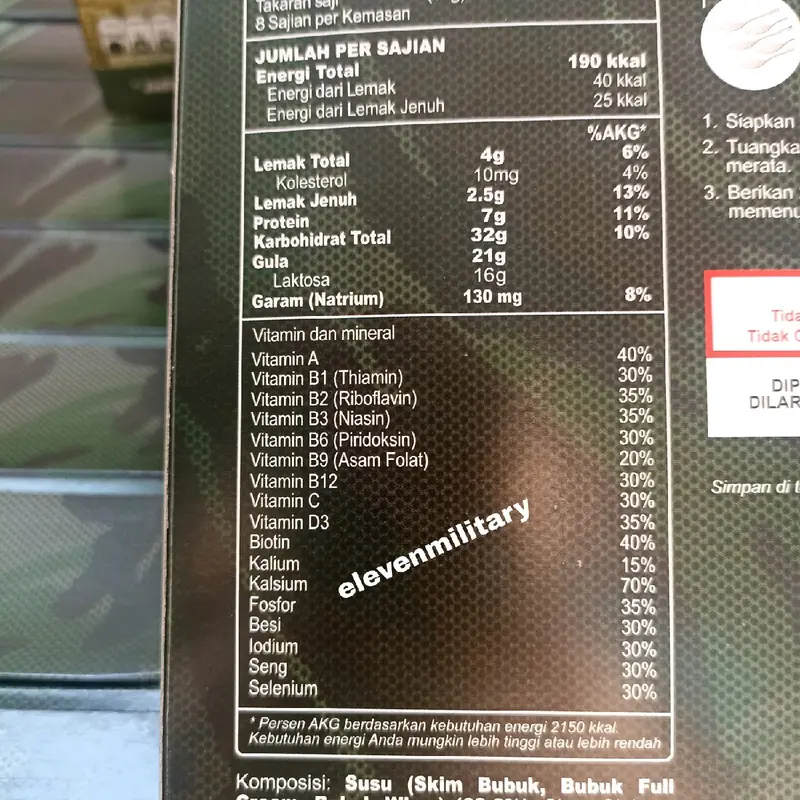 Takaran saji
8 Sajian per Kemasan
JUMLAH PER SAJIAN
Energi Total 190 kkal
Energi dari Lemak 40 kkal
Energi dari Lemak Jenuh 25 kkal
%AKG*
Lemak Total 4g 6%
Kolesterol 10mg 4%
Lemak Jenuh 2.5g 13%
Protein 7g 11%
Karbohidrat Total 32g 10%
Gula 21g
Laktosa 16g
Garam (Natrium) 130 mg 8%
Vitamin dan mineral
Vitamin A 40%
Vitamin B1 (Thiamin) 30%
Vitamin B2 (Riboflavin) 35%
Vitamin B3 (Niasin) 35%
Vitamin B6 (Piridoksin) 30%
Vitamin B9 (Asam Folat) 20%
Vitamin B12 30%
Vitamin C 30%
Vitamin D3 35%
Biotin 40%
Kalium 15%
Kalsium 70%
Fosfor 35%
Besi 30%
Iodium 30%
Seng 30%
Selenium 30%
* Persen AKG berdasarkan kebutuhan energi 2150 kkal.
Kebutuhan energi Anda mungkin lebih tinggi atau lebih rendah
Komposisi: Susu (Skim Bubuk, Bubuk Full
elevenmilitary
1. Siapkan
2. Tuangka
merata.
3. Berikan
memenu
Tida
Tidak
DIP
DILAR
Simpan di t